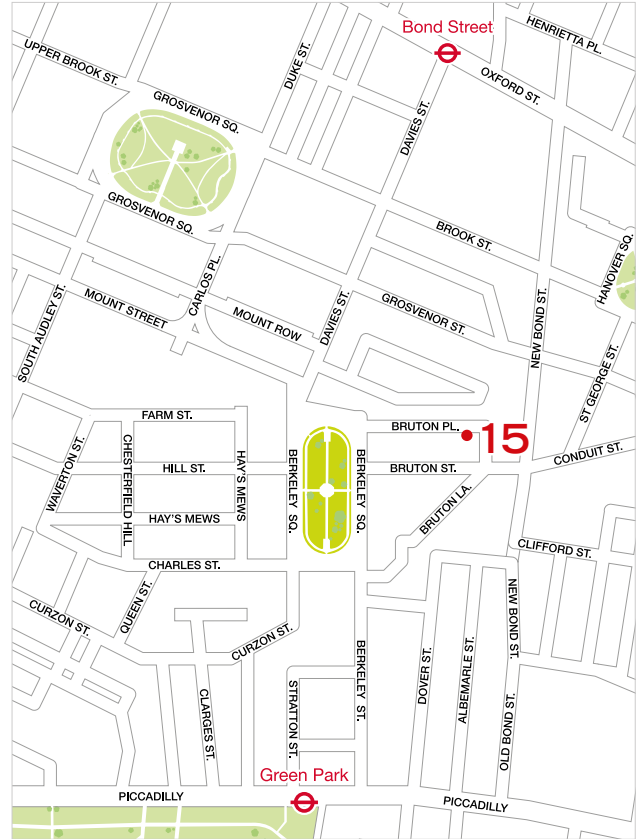 Bond Street
HENRIETTA PL.
UPPER BROOK ST.
DUKE ST.
OXFORD ST.
GROSVENOR SQ.
DAVIES ST.
GROSVENOR SQ.
BROOK ST.
HANOVER SQ.
CARLOS PL.
SOUTH AUDLEY ST.
MOUNT STREET
MOUNT ROW
DAVIES ST.
GROSVENOR ST.
NEW BOND ST.
ST GEORGE ST.
FARM ST.
BRUTON PL.
15
WAVERTON ST.
CHESTERFIELD HILL
HILL ST.
HAY'S MEWS
BERKELEY SQ.
BERKELEY SQ.
BRUTON ST.
CONDUIT ST.
BRUTON LA.
HAY'S MEWS
CLIFFORD ST.
CHARLES ST.
QUEEN ST.
CURZON ST.
CURZON ST.
NEW BOND ST.
BERKELEY ST.
DOVER ST.
ALBEMARLE ST.
CLARGES ST.
STRATTON ST.
OLD BOND ST.
Green Park
PICCADILLY
PICCADILLY